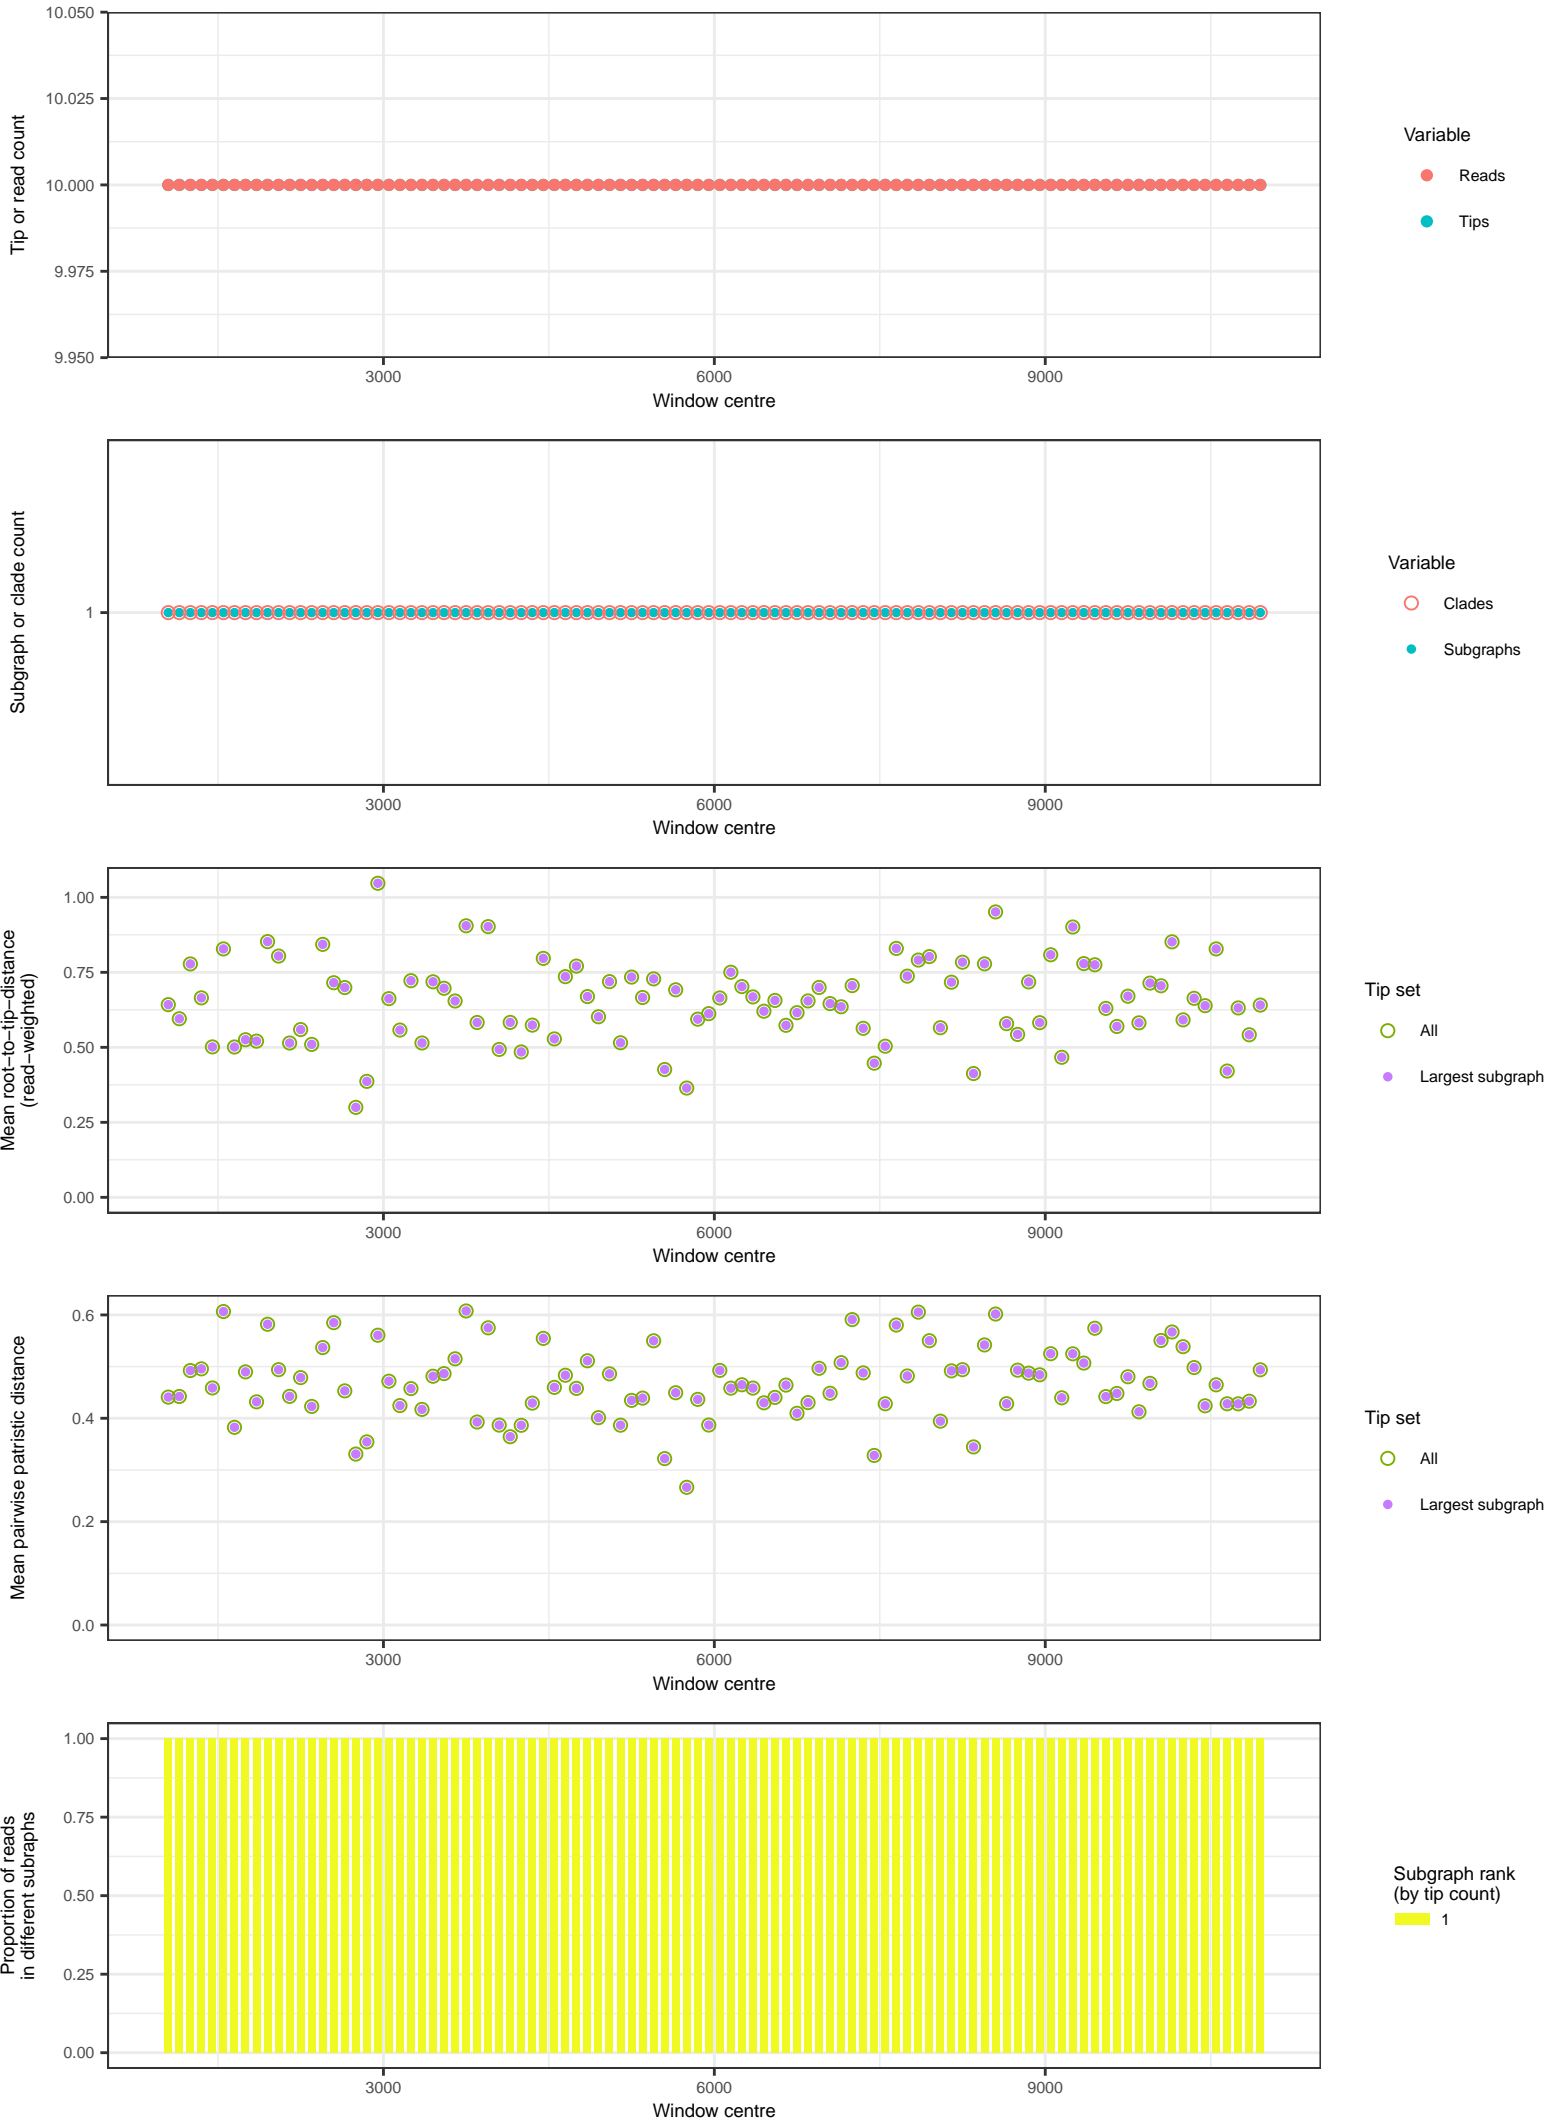 10.050
10.025
10.000
9.975
9.950
Tip or read count
3000
6000
9000
Window centre
Variable
Reads
Tips
1
Subgraph or clade count
3000
6000
9000
Window centre
Variable
Clades
Subgraphs
1.00
0.75
0.50
0.25
0.00
Mean root−to−tip−distance
(read−weighted)
3000
6000
9000
Window centre
Tip set
All
Largest subgraph
0.6
0.4
0.2
0.0
Mean pairwise patristic distance
3000
6000
9000
Window centre
Tip set
All
Largest subgraph
1.00
0.75
0.50
0.25
0.00
Proportion of reads
in different subraphs
3000
6000
9000
Window centre
Subgraph rank
(by tip count)
1